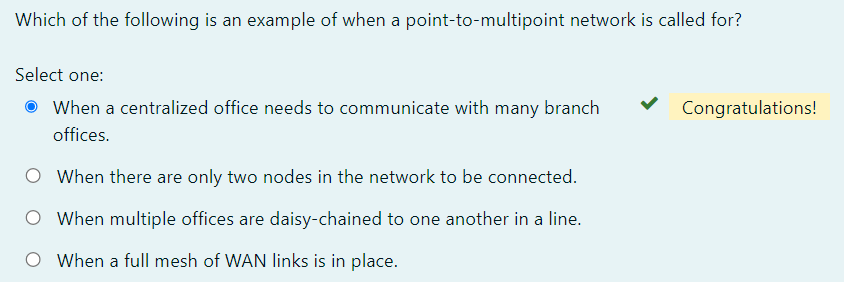 Which of the following is an example of when a point-to-multipoint network is called for?
Select one:
When a centralized office needs to communicate with many branch
offices.
Congratulations!
When there are only two nodes in the network to be connected.
When multiple offices are daisy-chained to one another in a line.
When a full mesh of WAN links is in place.